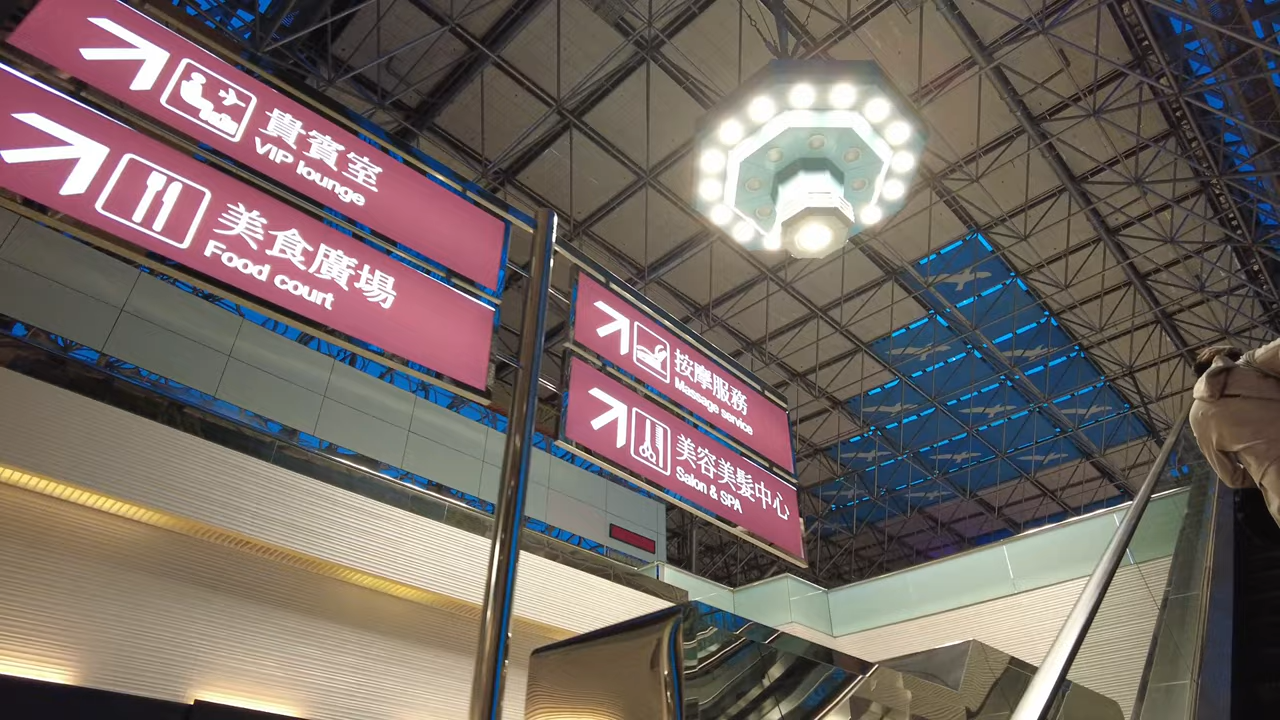 貴賓室
VIP lounge
美食廣場
Food court
按摩服務
Massage service
美容美髮中心
Salon & SPA